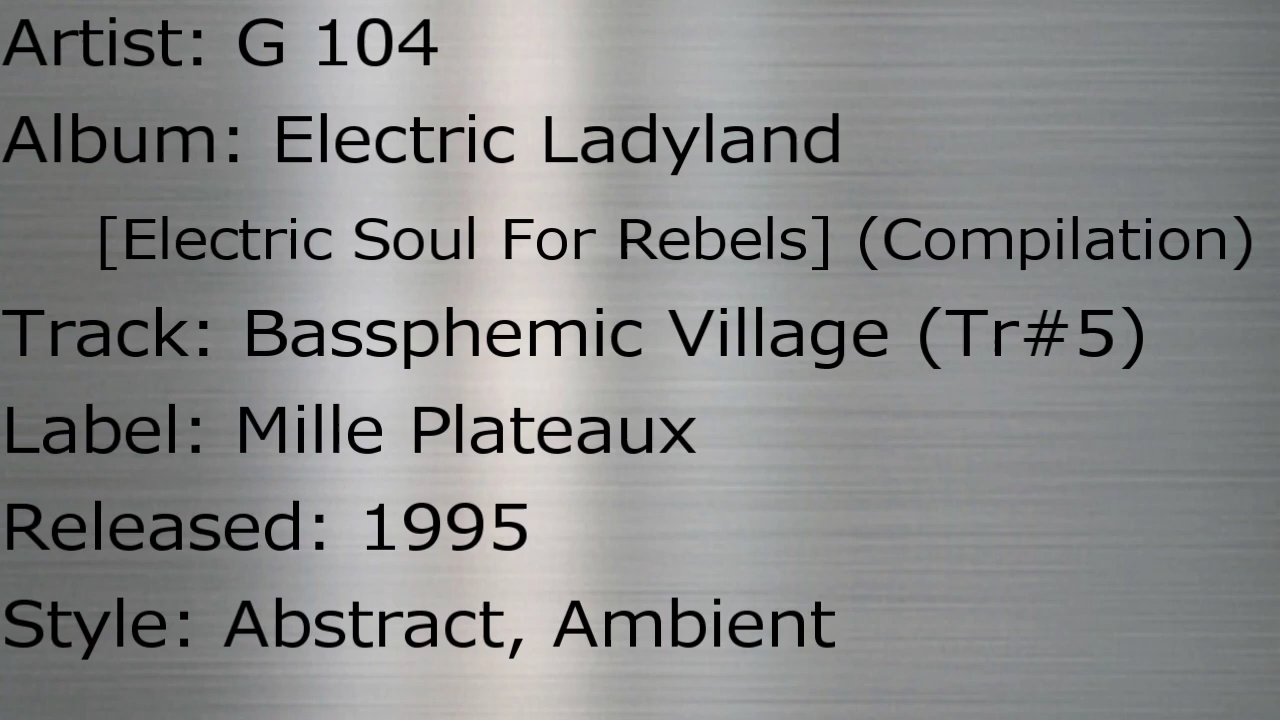 Artist: G 104
Album: Electric Ladyland
[Electric Soul For Rebels] (Compilation)
Track: Bassphemic Village (Tr#5)
Label: Mille Plateaux
Released: 1995
Style: Abstract, Ambient